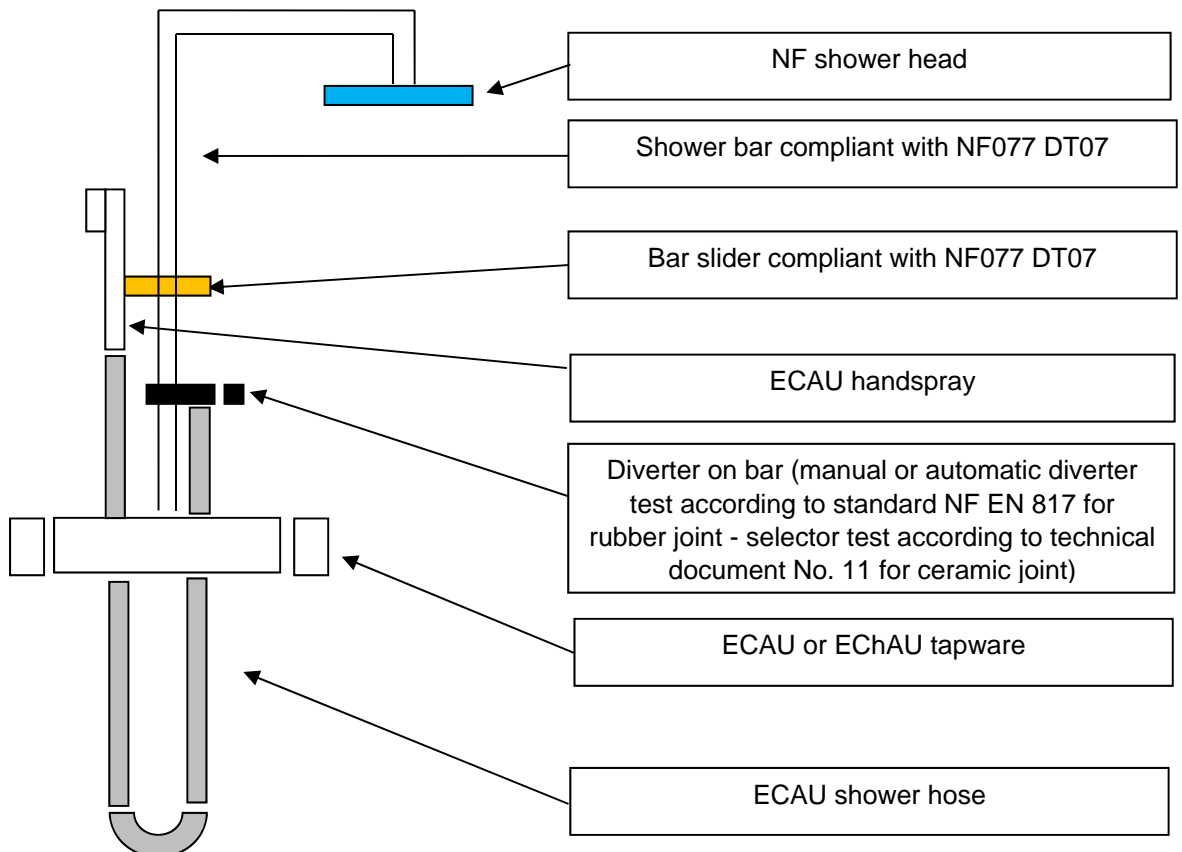 NF shower head
Shower bar compliant with NF077 DT07
Bar slider compliant with NF077 DT07
ECAU handspray
Diverter on bar (manual or automatic diverter
test according to standard NF EN 817 for
rubber joint - selector test according to technical
document No. 11 for ceramic joint)
ECAU or EChAU tapware
ECAU shower hose